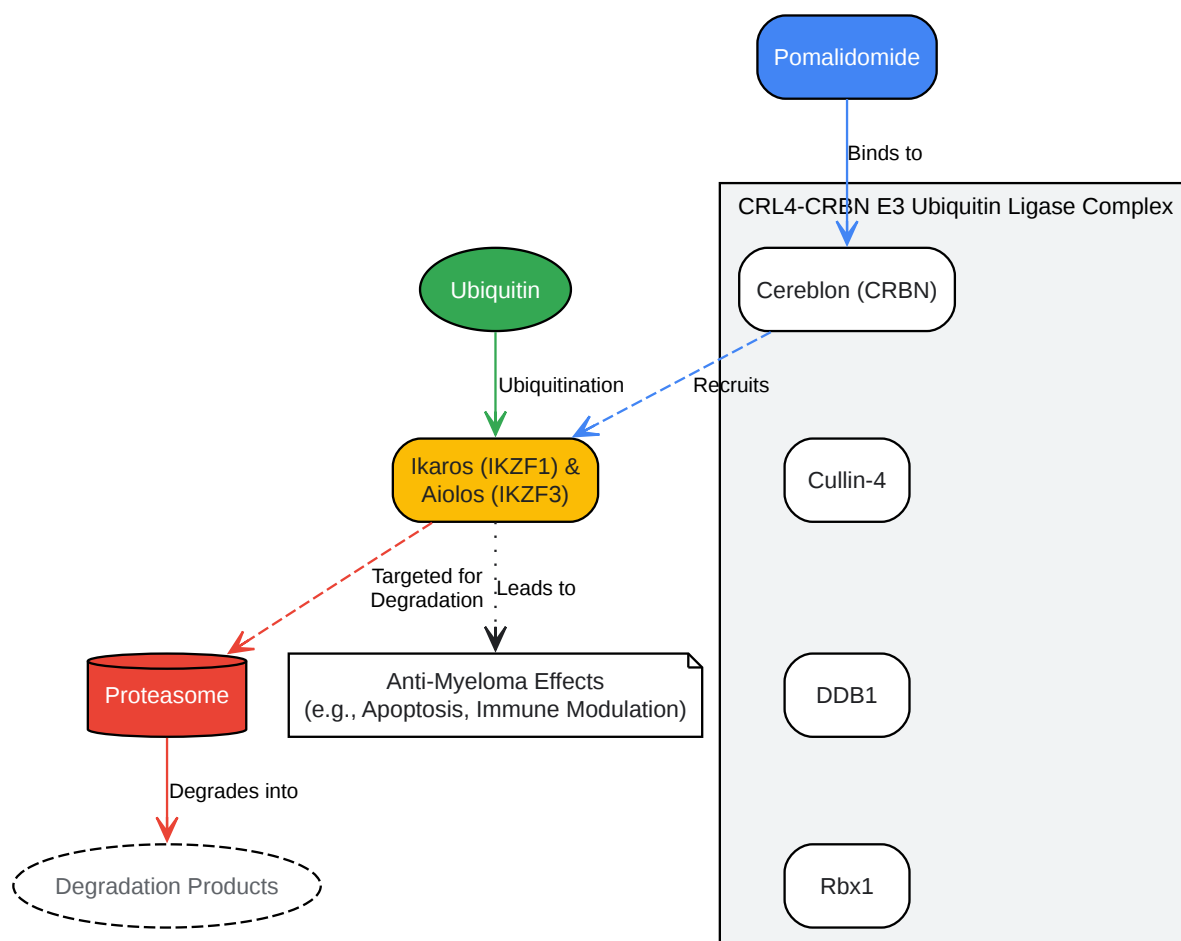 Pomalidomide
Binds to
CRL4-CRBN E3 Ubiquitin Ligase Complex
Ubiquitin
Cereblon (CRBN)
Ubiquitination
Recruits
Ikaros (IKZF1) &
Aiolos (IKZF3)
Cullin-4
Targeted for
Degradation
Leads to
Proteasome
Anti-Myeloma Effects
(e.g., Apoptosis, Immune Modulation)
DDB1
Degrades into
Degradation Products
Rbx1